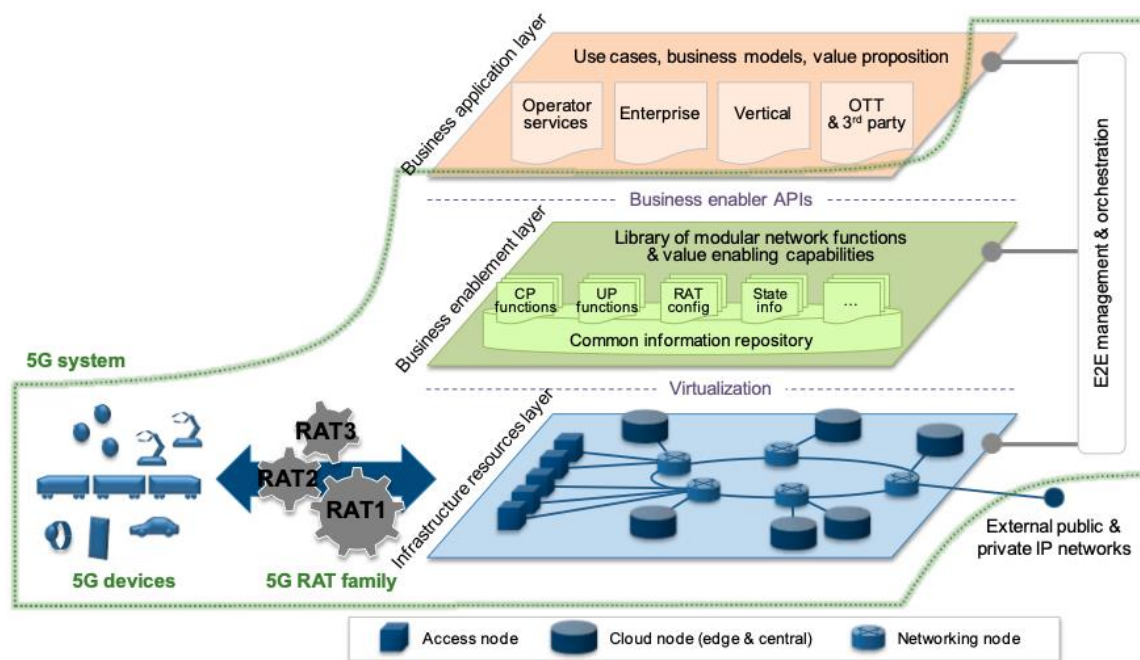 Business application layer
Use cases, business models, value proposition
Operator
services
Enterprise
Vertical
OTT
& 3rd party
Business enabler APIs
Business enablement layer
Library of modular network functions
& value enabling capabilities
CP
functions
UP
functions
RAT
config
State
info
...
Common information repository
E2E management & orchestration
Virtualization
5G system
RAT3
RAT2
RAT1
5G devices
5G RAT family
Infrastructure resources layer
External public &
private IP networks
Access node
Cloud node (edge & central)
Networking node